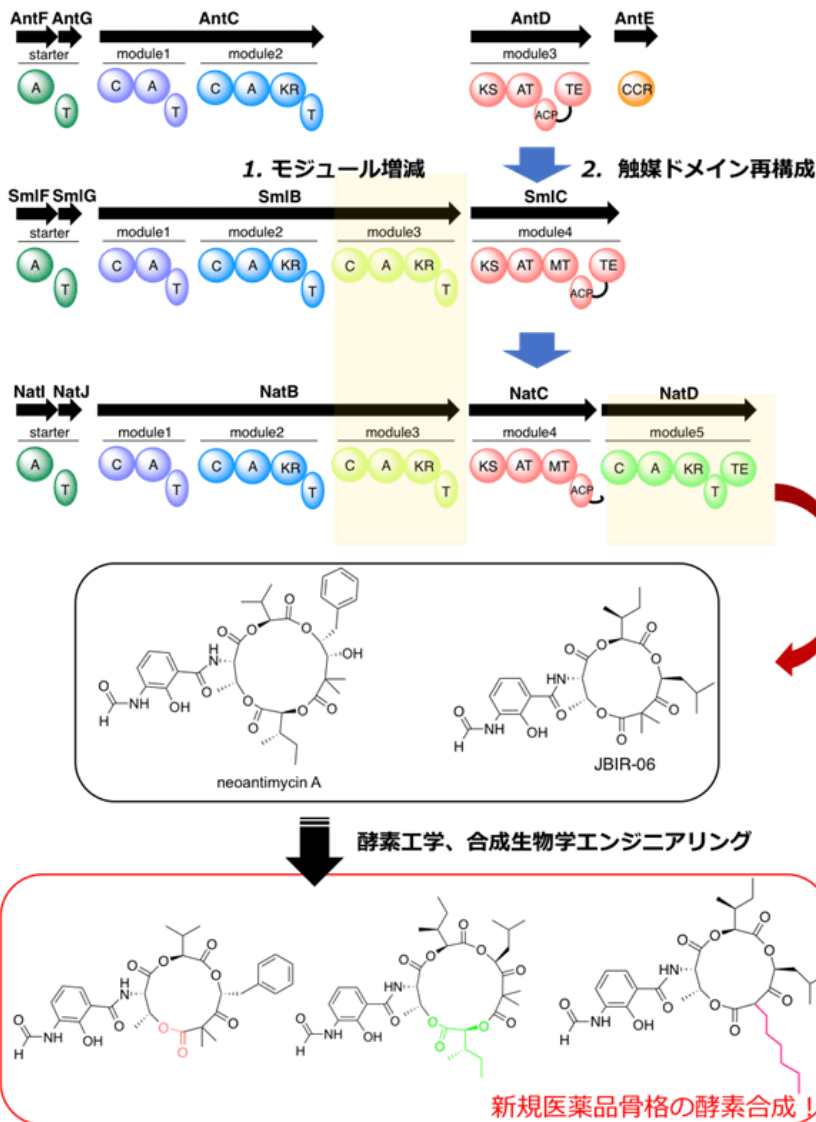 AntF AntG AntC AntD AntE
starter module1 module2 module3
A T C A T C A KR T KS AT ACP TE CCR
1. モジュール増減 2. 触媒ドメイン再構成
SmlF SmlG SmlB SmlC
starter module1 module2 module3 module4
A T C A T C A KR T C A KR T KS AT MT ACP TE
NatI NatJ NatB NatC NatD
starter module1 module2 module3 module4 module5
A T C A T C A KR T C A KR T KS AT MT ACP C A KR T TE
neoantimycin A
JBIR-06
酵素工学、合成生物学エンジニアリング
新規医薬品骨格の酵素合成！